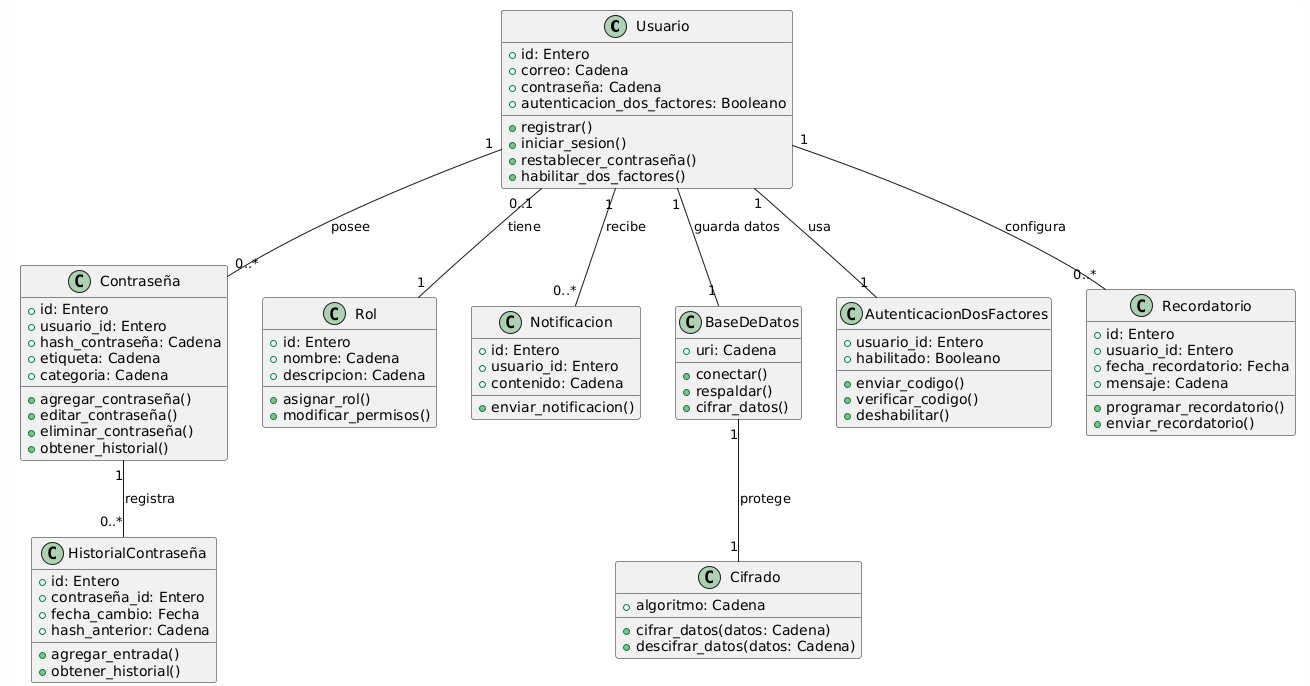 C Usuario
id: Entero
correo: Cadena
contraseña: Cadena
autenticacion_dos_factores: Booleano
registrar()
iniciar_sesion()
restablecer_contraseña()
habilitar_dos_factores()
1
1
0..1
1
1
1
posee
tiene
recibe
guarda datos
usa
configura
0..*
1
0..*
1
1
0..*
C Contraseña
id: Entero
usuario_id: Entero
hash_contraseña: Cadena
etiqueta: Cadena
categoria: Cadena
agregar_contraseña()
editar_contraseña()
eliminar_contraseña()
obtener_historial()
C Rol
id: Entero
nombre: Cadena
descripcion: Cadena
asignar_rol()
modificar_permisos()
C Notificacion
id: Entero
usuario_id: Entero
contenido: Cadena
enviar_notificacion()
C BaseDeDatos
uri: Cadena
conectar()
respaldar()
cifrar_datos()
C AutenticacionDosFactores
usuario_id: Entero
habilitado: Booleano
enviar_codigo()
verificar_codigo()
deshabilitar()
C Recordatorio
id: Entero
usuario_id: Entero
fecha_recordatorio: Fecha
mensaje: Cadena
programar_recordatorio()
enviar_recordatorio()
1
registra
0..*
1
protege
1
C HistorialContraseña
id: Entero
contraseña_id: Entero
fecha_cambio: Fecha
hash_anterior: Cadena
agregar_entrada()
obtener_historial()
C Cifrado
algoritmo: Cadena
cifrar_datos(datos: Cadena)
descifrar_datos(datos: Cadena)